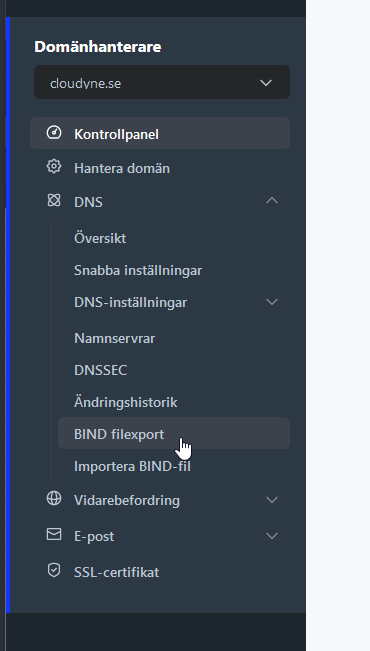 Domänhanterare
cloudyne.se
Kontrollpanel
Hantera domän
DNS
Översikt
Snabba inställningar
DNS-inställningar
Namnservrar
DNSSEC
Ändringshistorik
BIND filexport
Importera BIND-fil
Vidarebefordring
E-post
SSL-certifikat